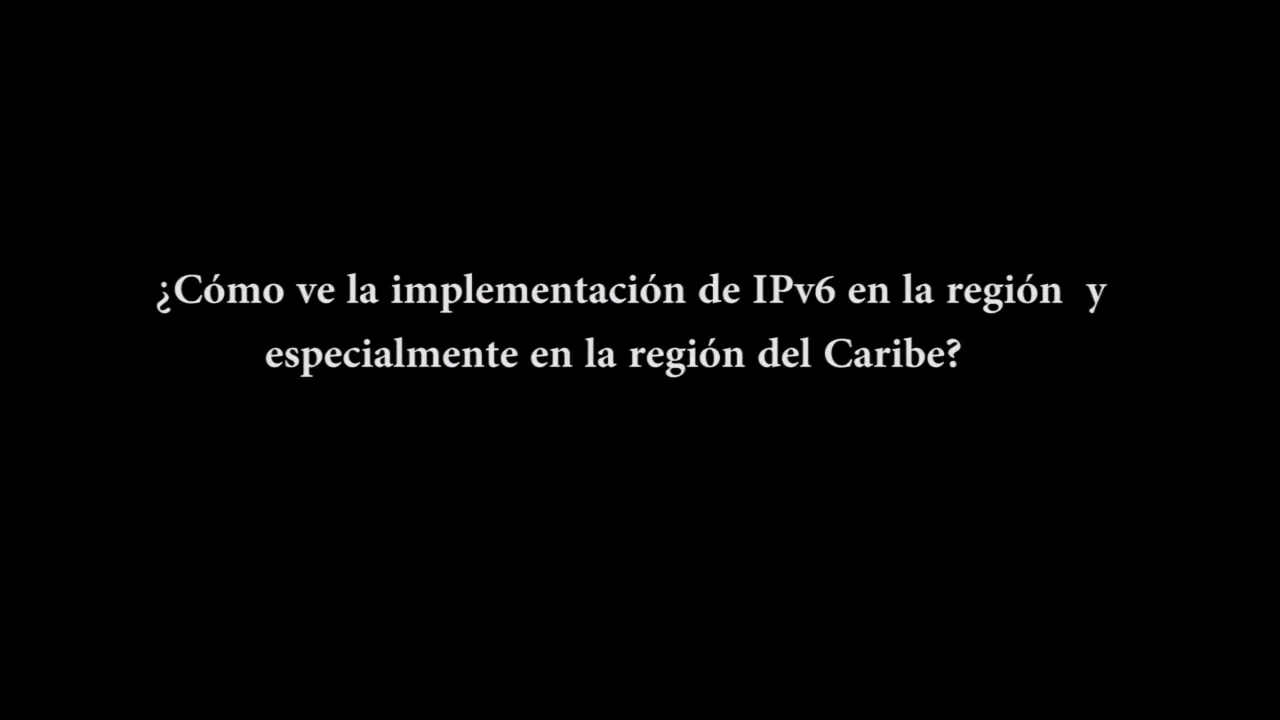 ¿Cómo ve la implementación de IPv6 en la región  y
especialmente en la región del Caribe?